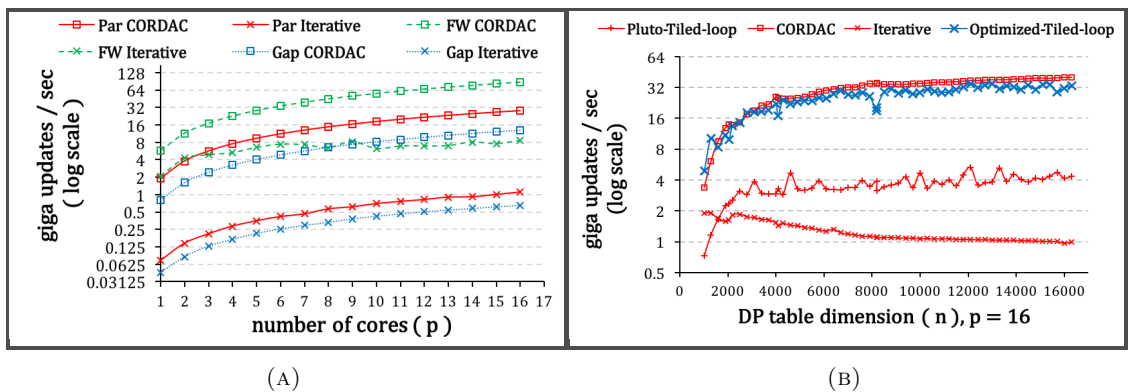 Par CORDAC Par Iterative FW CORDAC
FW Iterative Gap CORDAC Gap Iterative
giga updates / sec
( log scale )
128
64
32
16
8
4
2
1
0.5
0.25
0.125
0.0625
0.03125
1 2 3 4 5 6 7 8 9 10 11 12 13 14 15 16 17
number of cores ( p )
(A)
Pluto-Tiled-loop CORDAC Iterative Optimized-Tiled-loop
giga updates / sec
(log scale)
64
32
16
8
4
2
1
0.5
0 2000 4000 6000 8000 10000 12000 14000 16000
DP table dimension ( n ), p = 16
(B)